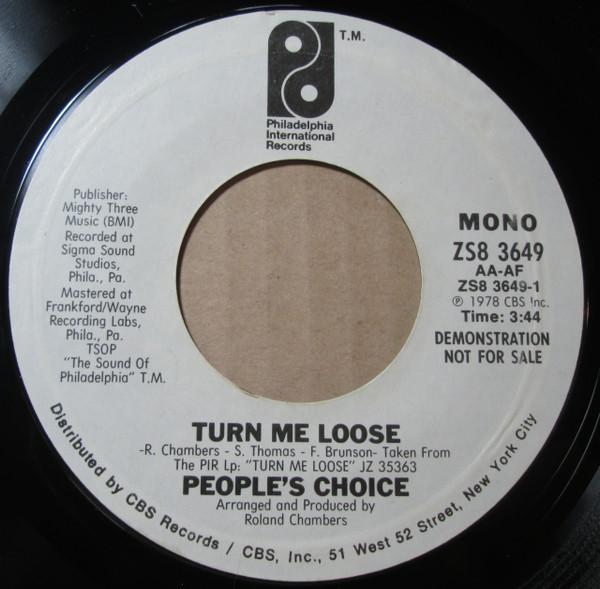 T.M.
Philadelphia
International
Records
Publisher:
Mighty Three
Music (BMI)
Recorded at
Sigma Sound
Studios,
Phila., Pa.
Mastered at
Frankford/Wayne
Recording Labs,
Phila., Pa.
TSOP
"The Sound Of
Philadelphia" T.M.
MONO
ZS8 3649
AA-AF
ZS8 3649-1
℗ 1978 CBS Inc.
Time: 3:44
DEMONSTRATION
NOT FOR SALE
TURN ME LOOSE
-R. Chambers - S. Thomas - F. Brunson- Taken From
The PIR Lp: "TURN ME LOOSE" JZ 35363
PEOPLE'S CHOICE
Arranged and Produced by
Roland Chambers
Distributed by CBS Records / CBS, Inc., 51 West 52 Street, New York City